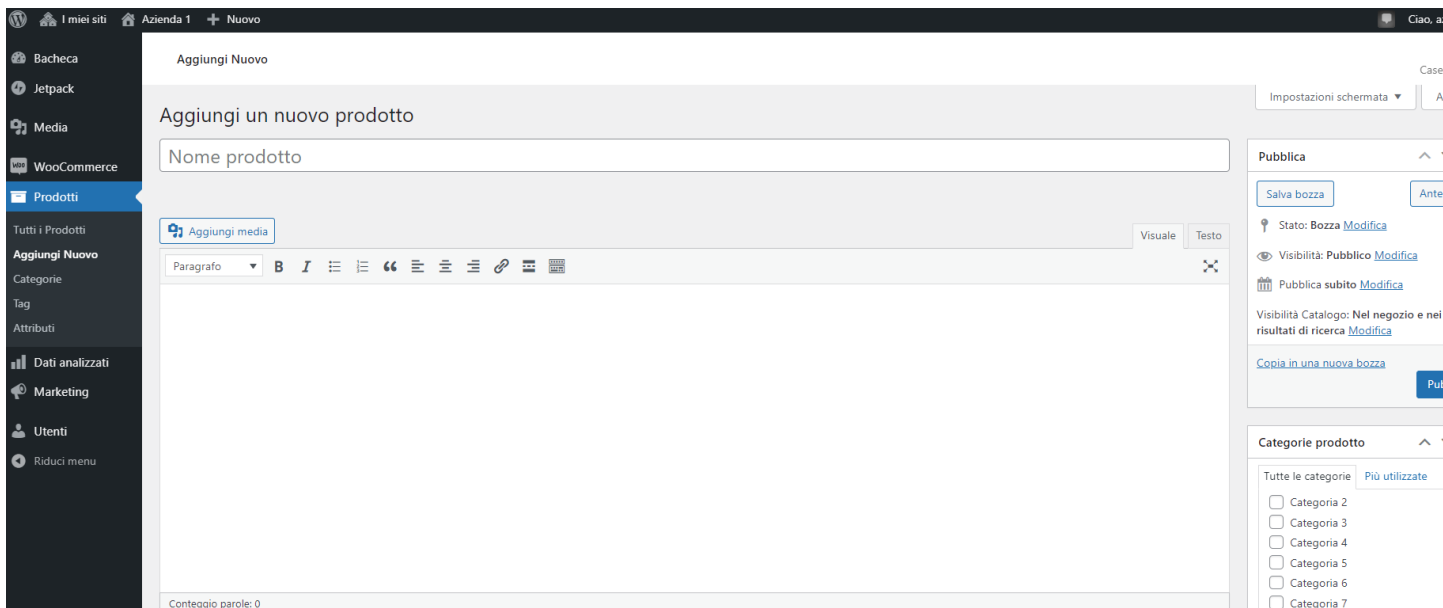 I miei siti Azienda 1 Nuovo Ciao,
Bacheca
Jetpack
Media
WOO WooCommerce
Prodotti
Tutti i Prodotti
Aggiungi Nuovo
Categorie
Tag
Attributi
Dati analizzati
Marketing
Utenti
Riduci menu
Aggiungi Nuovo
Case
Impostazioni schermata ▼ A
Aggiungi un nuovo prodotto
Nome prodotto
Aggiungi media
Visuale Testo
Paragrafo ▼ B I
Conteggio parole: 0
Pubblica
Salva bozza Ante
Stato: Bozza Modifica
Visibilità: Pubblico Modifica
Pubblica subito Modifica
Visibilità Catalogo: Nel negozio e nei
risultati di ricerca Modifica
Copia in una nuova bozza
Pub
Categorie prodotto
Tutte le categorie Più utilizzate
Categoria 2
Categoria 3
Categoria 4
Categoria 5
Categoria 6
Categoria 7